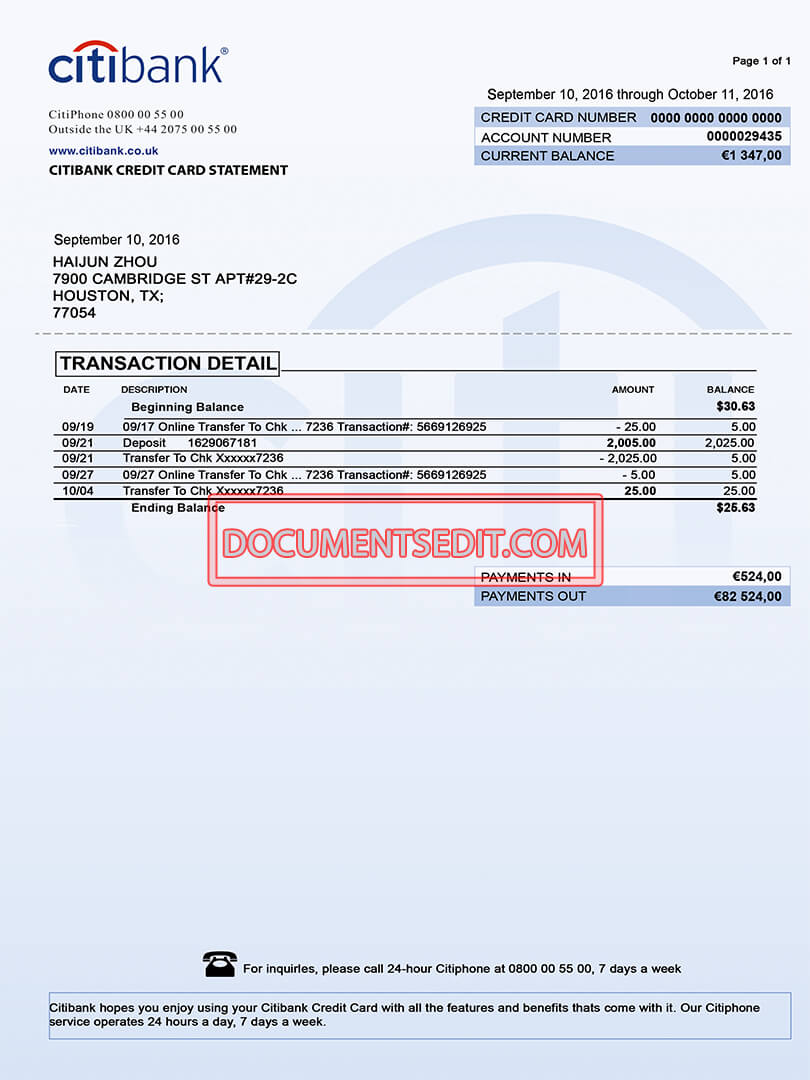 citibank®
Page 1 of 1
September 10, 2016 through October 11, 2016
CitiPhone 0800 00 55 00
Outside the UK +44 2075 00 55 00
www.citibank.co.uk
CITIBANK CREDIT CARD STATEMENT
CREDIT CARD NUMBER 0000 0000 0000 0000
ACCOUNT NUMBER 0000029435
CURRENT BALANCE €1 347,00
September 10, 2016
HAIJUN ZHOU
7900 CAMBRIDGE ST APT#29-2C
HOUSTON, TX;
77054
TRANSACTION DETAIL
DATE DESCRIPTION AMOUNT BALANCE
Beginning Balance $30.63
09/19 09/17 Online Transfer To Chk ... 7236 Transaction#: 5669126925 - 25.00 5.00
09/21 Deposit 1629067181 2,005.00 2,025.00
09/21 Transfer To Chk Xxxxxx7236 - 2,025.00 5.00
09/27 09/27 Online Transfer To Chk ... 7236 Transaction#: 5669126925 - 5.00 5.00
10/04 Transfer To Chk Xxxxxx7236 25.00 25.00
Ending Balance $25.63
DOCUMENTSEDIT.COM
PAYMENTS IN €524,00
PAYMENTS OUT €82 524,00
For inquirles, please call 24-hour Citiphone at 0800 00 55 00, 7 days a week
Citibank hopes you enjoy using your Citibank Credit Card with all the features and benefits thats come with it. Our Citiphone
service operates 24 hours a day, 7 days a week.